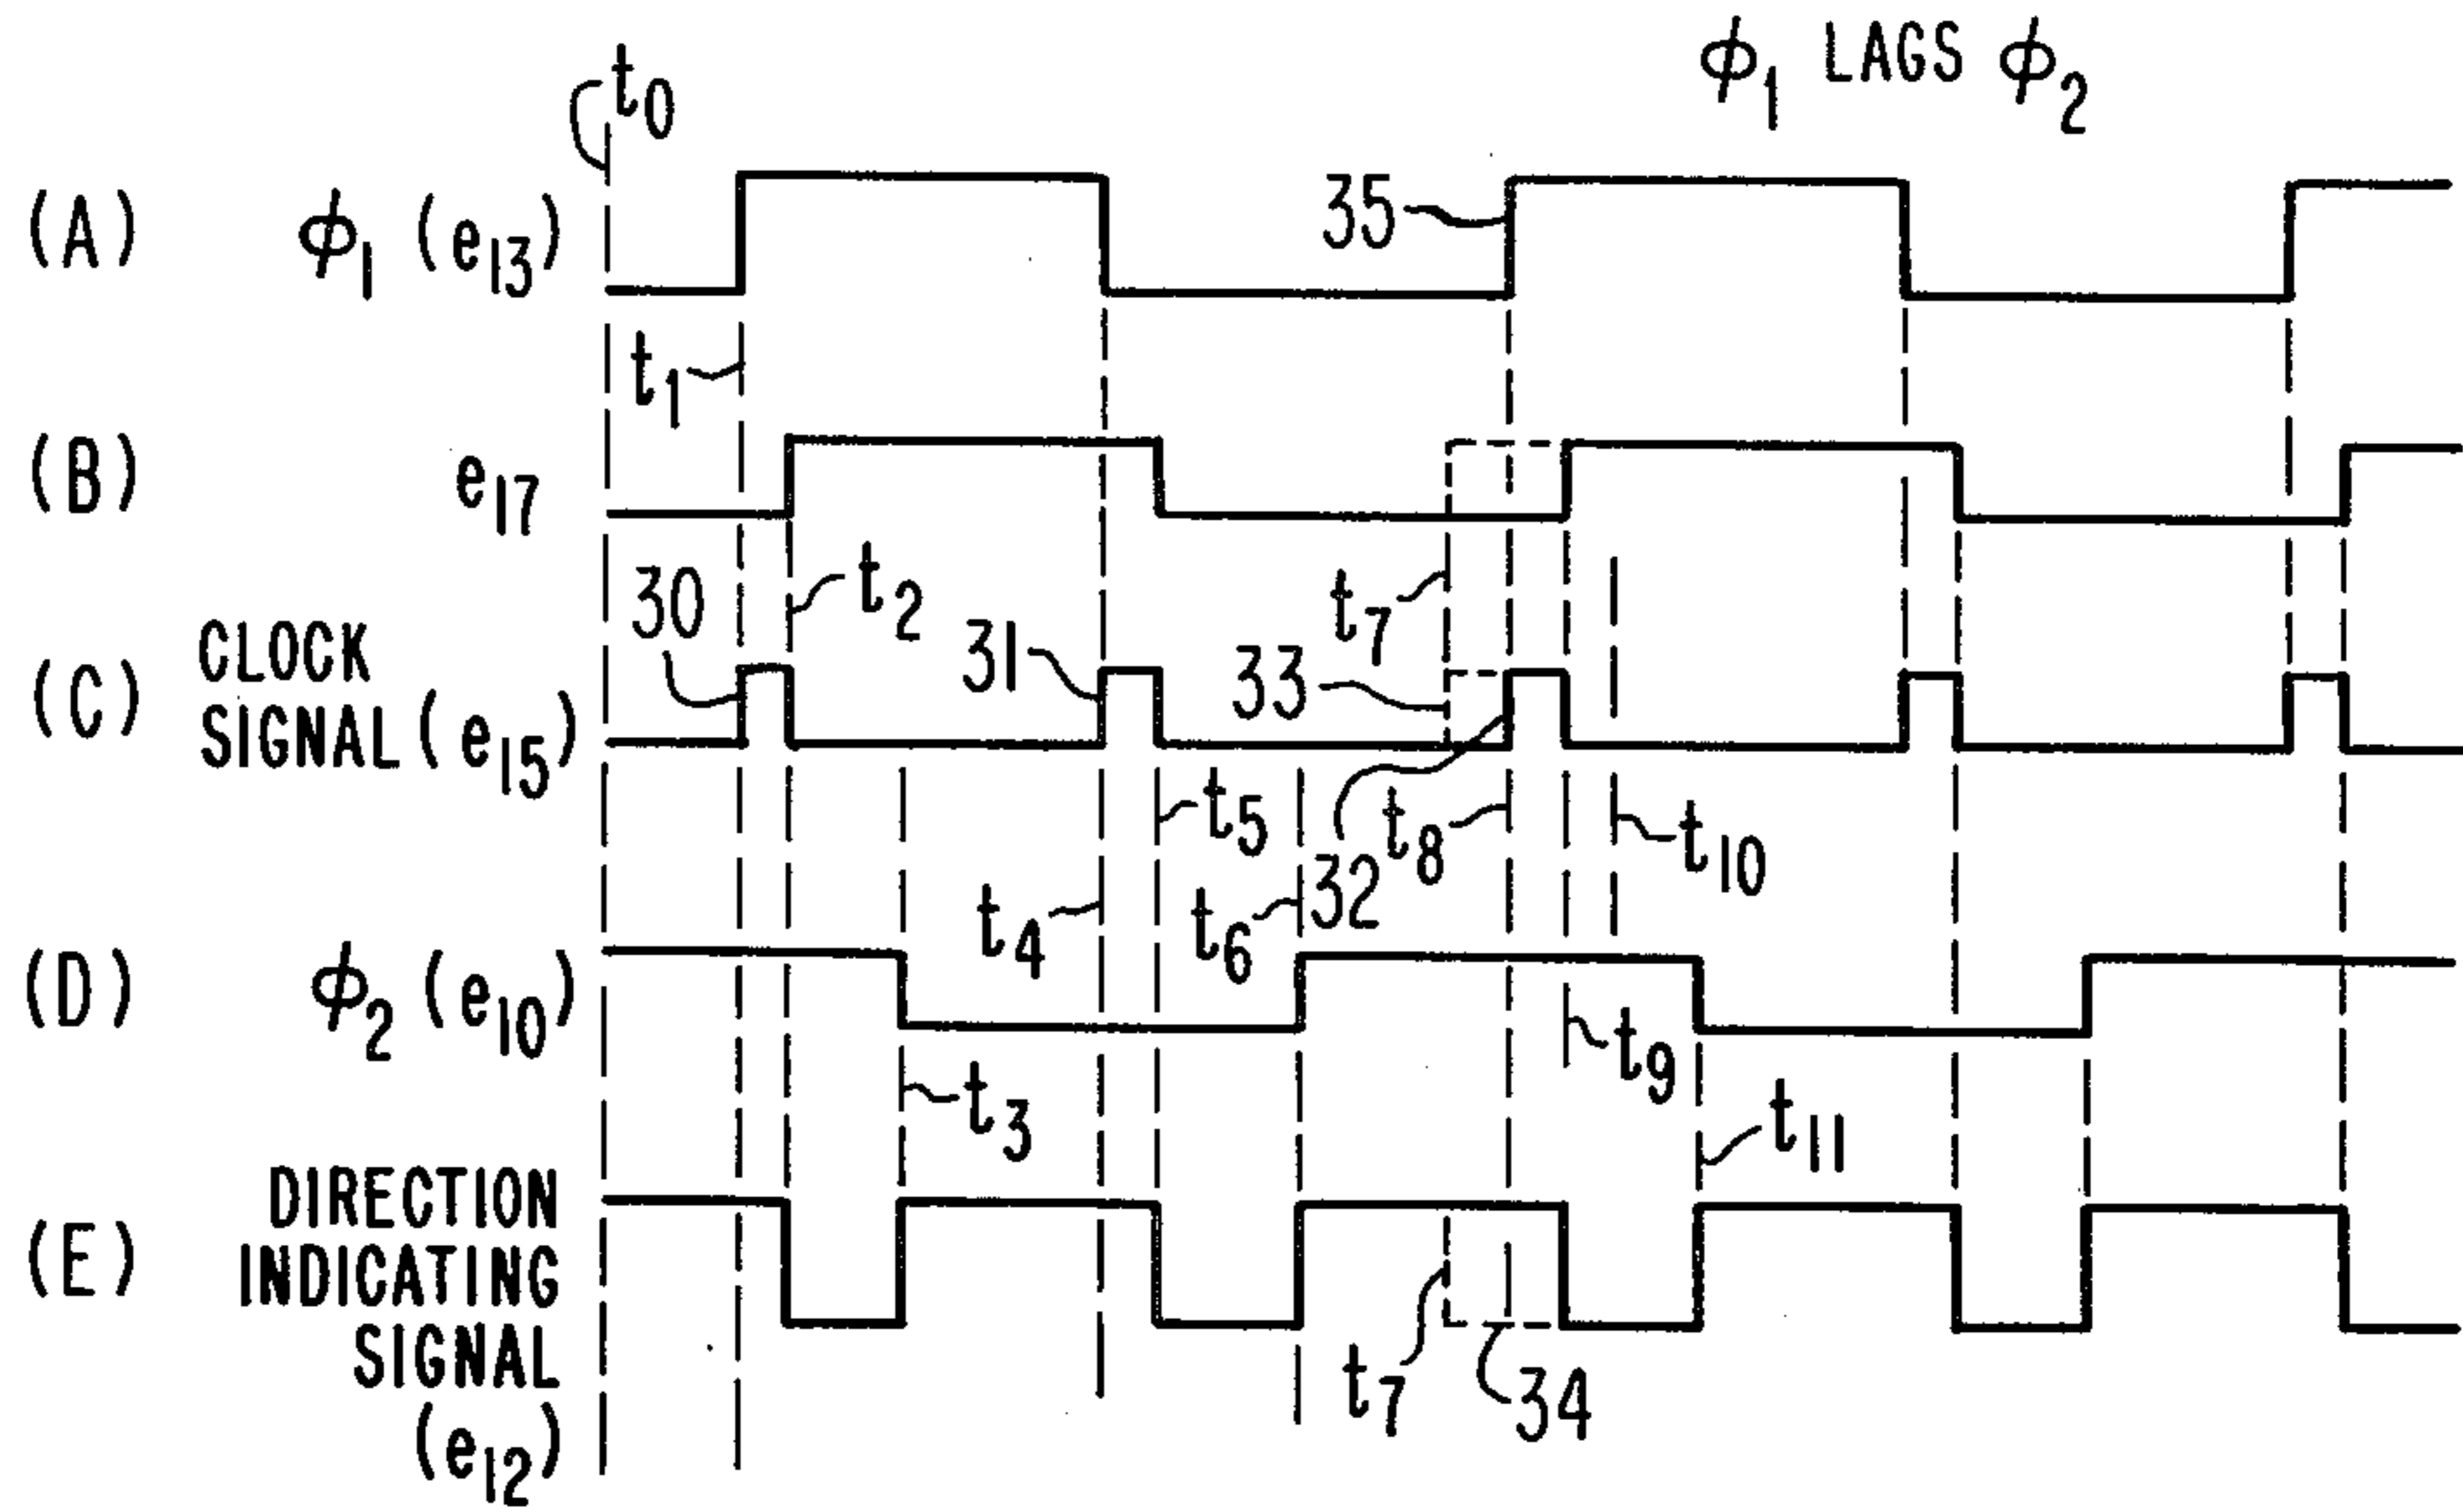 t0
ϕ1 LAGS ϕ2
(A) ϕ1 (e13)
35
t1
(B) e17
30
t2
31
t7
33
(C) CLOCK
SIGNAL (e15)
t5
t8
t10
32
t4
t6
(D) ϕ2 (e10)
t9
t3
t11
(E) DIRECTION
INDICATING
SIGNAL
(e12)
t7
34